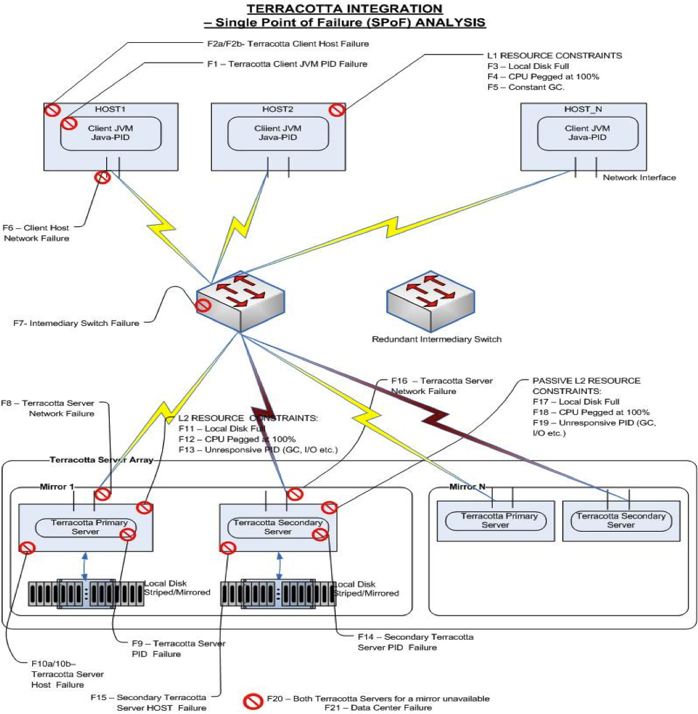 TERRACOTTA INTEGRATION
– Single Point of Failure (SPoF) ANALYSIS
F2a/F2b- Terracotta Client Host Failure
F1 – Terracotta Client JVM PID Failure
L1 RESOURCE CONSTRAINTS
F3 – Local Disk Full
F4 – CPU Pegged at 100%
F5 – Constant GC.
HOST1
Cliient JVM
Java-PID
HOST2
Cliient JVM
Java-PID
HOST_N
Cliient JVM
Java-PID
Network Interface
F6 – Client Host
Network Failure
F7- Intemediary Switch Failure
Redundant Intermediary Switch
F8 – Terracotta Server
Network Failure
L2 RESOURCE CONSTRAINTS:
F11 – Local Disk Full
F12 – CPU Pegged at 100%
F13 – Unresponsive PID (GC, I/O etc.)
F16 – Terracotta Server
Network Failure
PASSIVE L2 RESOURCE
CONSTRAINTS:
F17 – Local Disk Full
F18 – CPU Pegged at 100%
F19 – Unresponsive PID (GC,
I/O etc.)
Terracotta Server Array
Mirror 1
Mirror N
Terracotta Primary
Server
Terracotta Secondary
Server
Terracotta Primary
Server
Terracotta Secondary
Server
Local Disk
Striped/Mirrored
Local Disk
Striped/Mirrored
F9 – Terracotta Server
PID Failure
F14 – Secondary Terracotta
Server PID Failure
F10a/10b–
Terracotta Server
Host Failure
F15 – Secondary Terracotta
Server HOST Failure
F20 – Both Terracotta Servers for a mirror unavailable
F21 – Data Center Failure